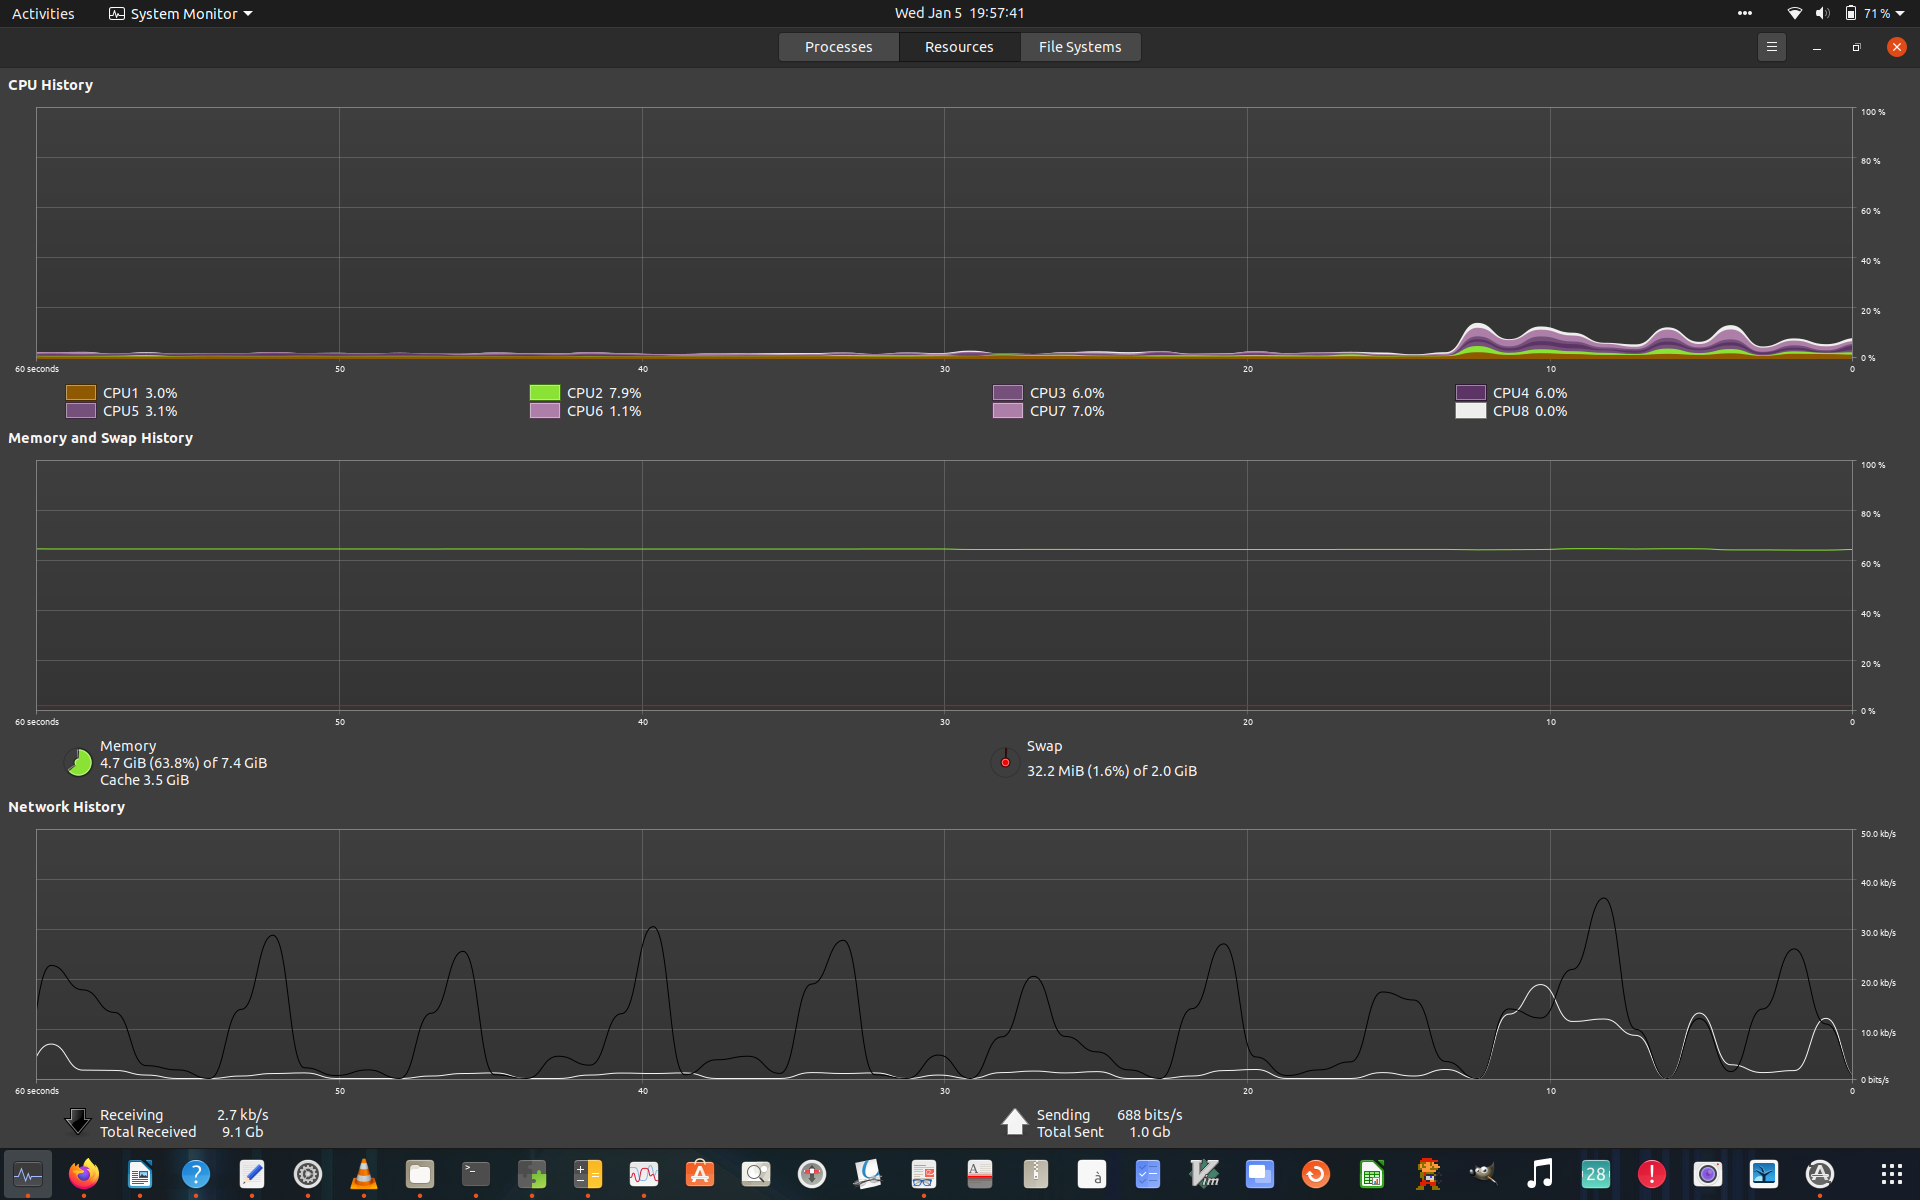 Activities System Monitor Wed Jan 5 19:57:41 71 %
Processes Resources File Systems
CPU History
100 %
80 %
60 %
40 %
20 %
0 %
60 seconds 50 40 30 20 10 0
CPU1 3.0% CPU2 7.9% CPU3 6.0% CPU4 6.0%
CPU5 3.1% CPU6 1.1% CPU7 7.0% CPU8 0.0%
Memory and Swap History
100 %
80 %
60 %
40 %
20 %
0 %
60 seconds 50 40 30 20 10 0
Memory
4.7 GiB (63.8%) of 7.4 GiB
Cache 3.5 GiB
Swap
32.2 MiB (1.6%) of 2.0 GiB
Network History
50.0 kb/s
40.0 kb/s
30.0 kb/s
20.0 kb/s
10.0 kb/s
0 bits/s
60 seconds 50 40 30 20 10 0
Receiving 2.7 kb/s
Total Received 9.1 Gb
Sending 688 bits/s
Total Sent 1.0 Gb
? >_ A à Vim 28 !